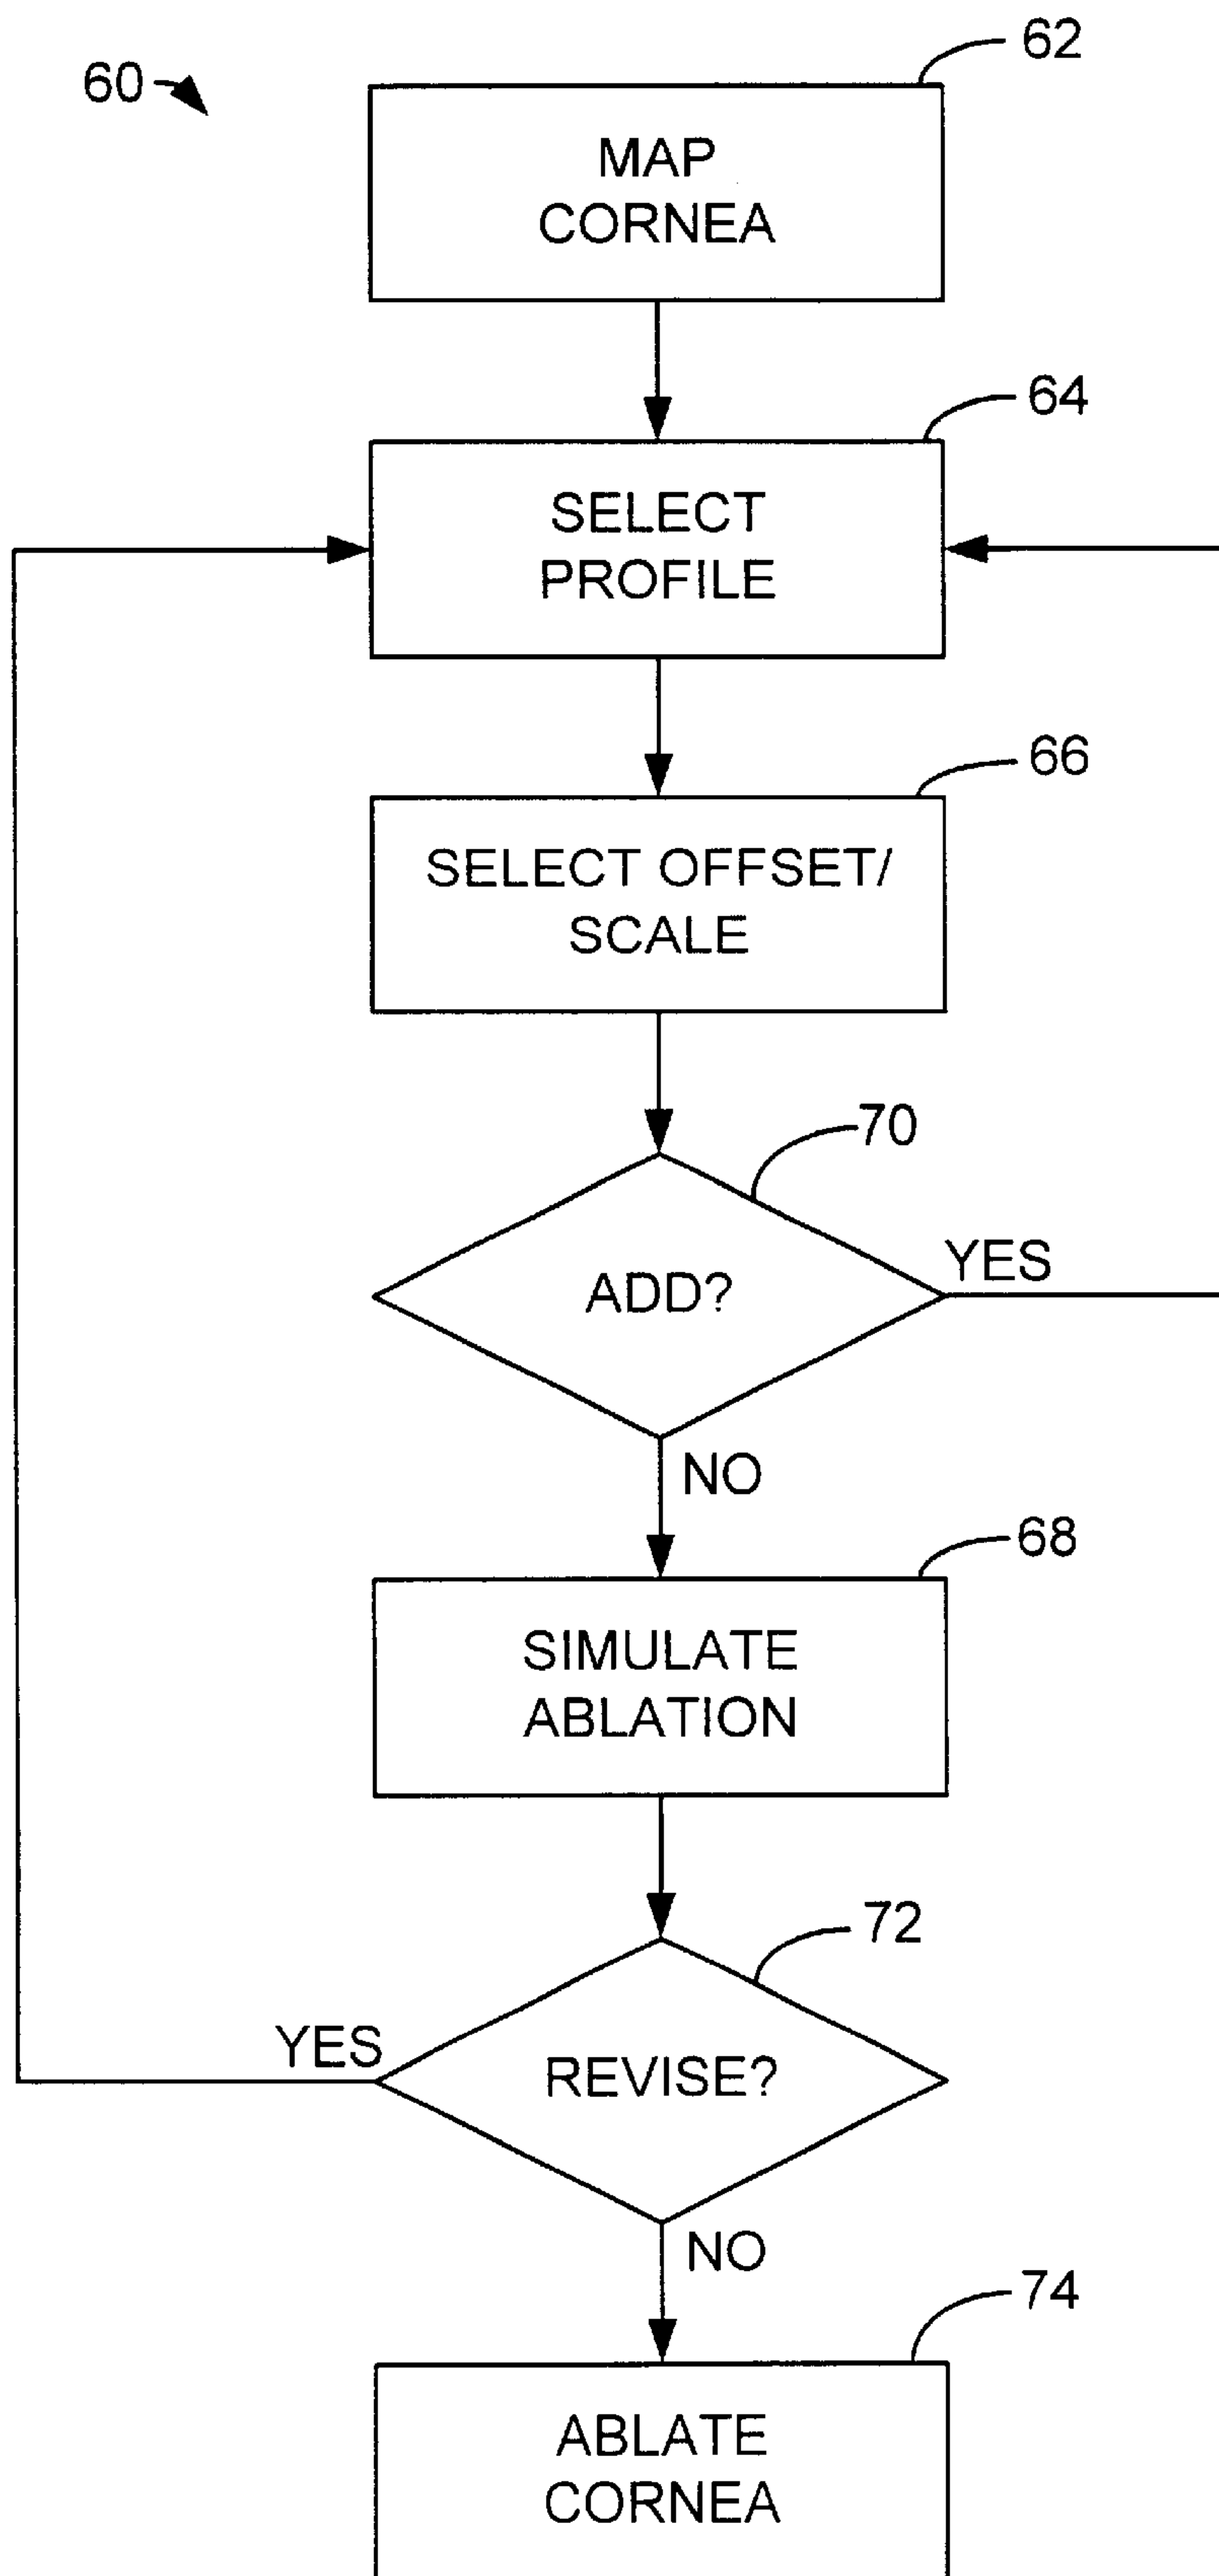 60
62
MAP
CORNEA
64
SELECT
PROFILE
66
SELECT OFFSET/
SCALE
70
ADD?
YES
NO
68
SIMULATE
ABLATION
72
YES
REVISE?
NO
74
ABLATE
CORNEA